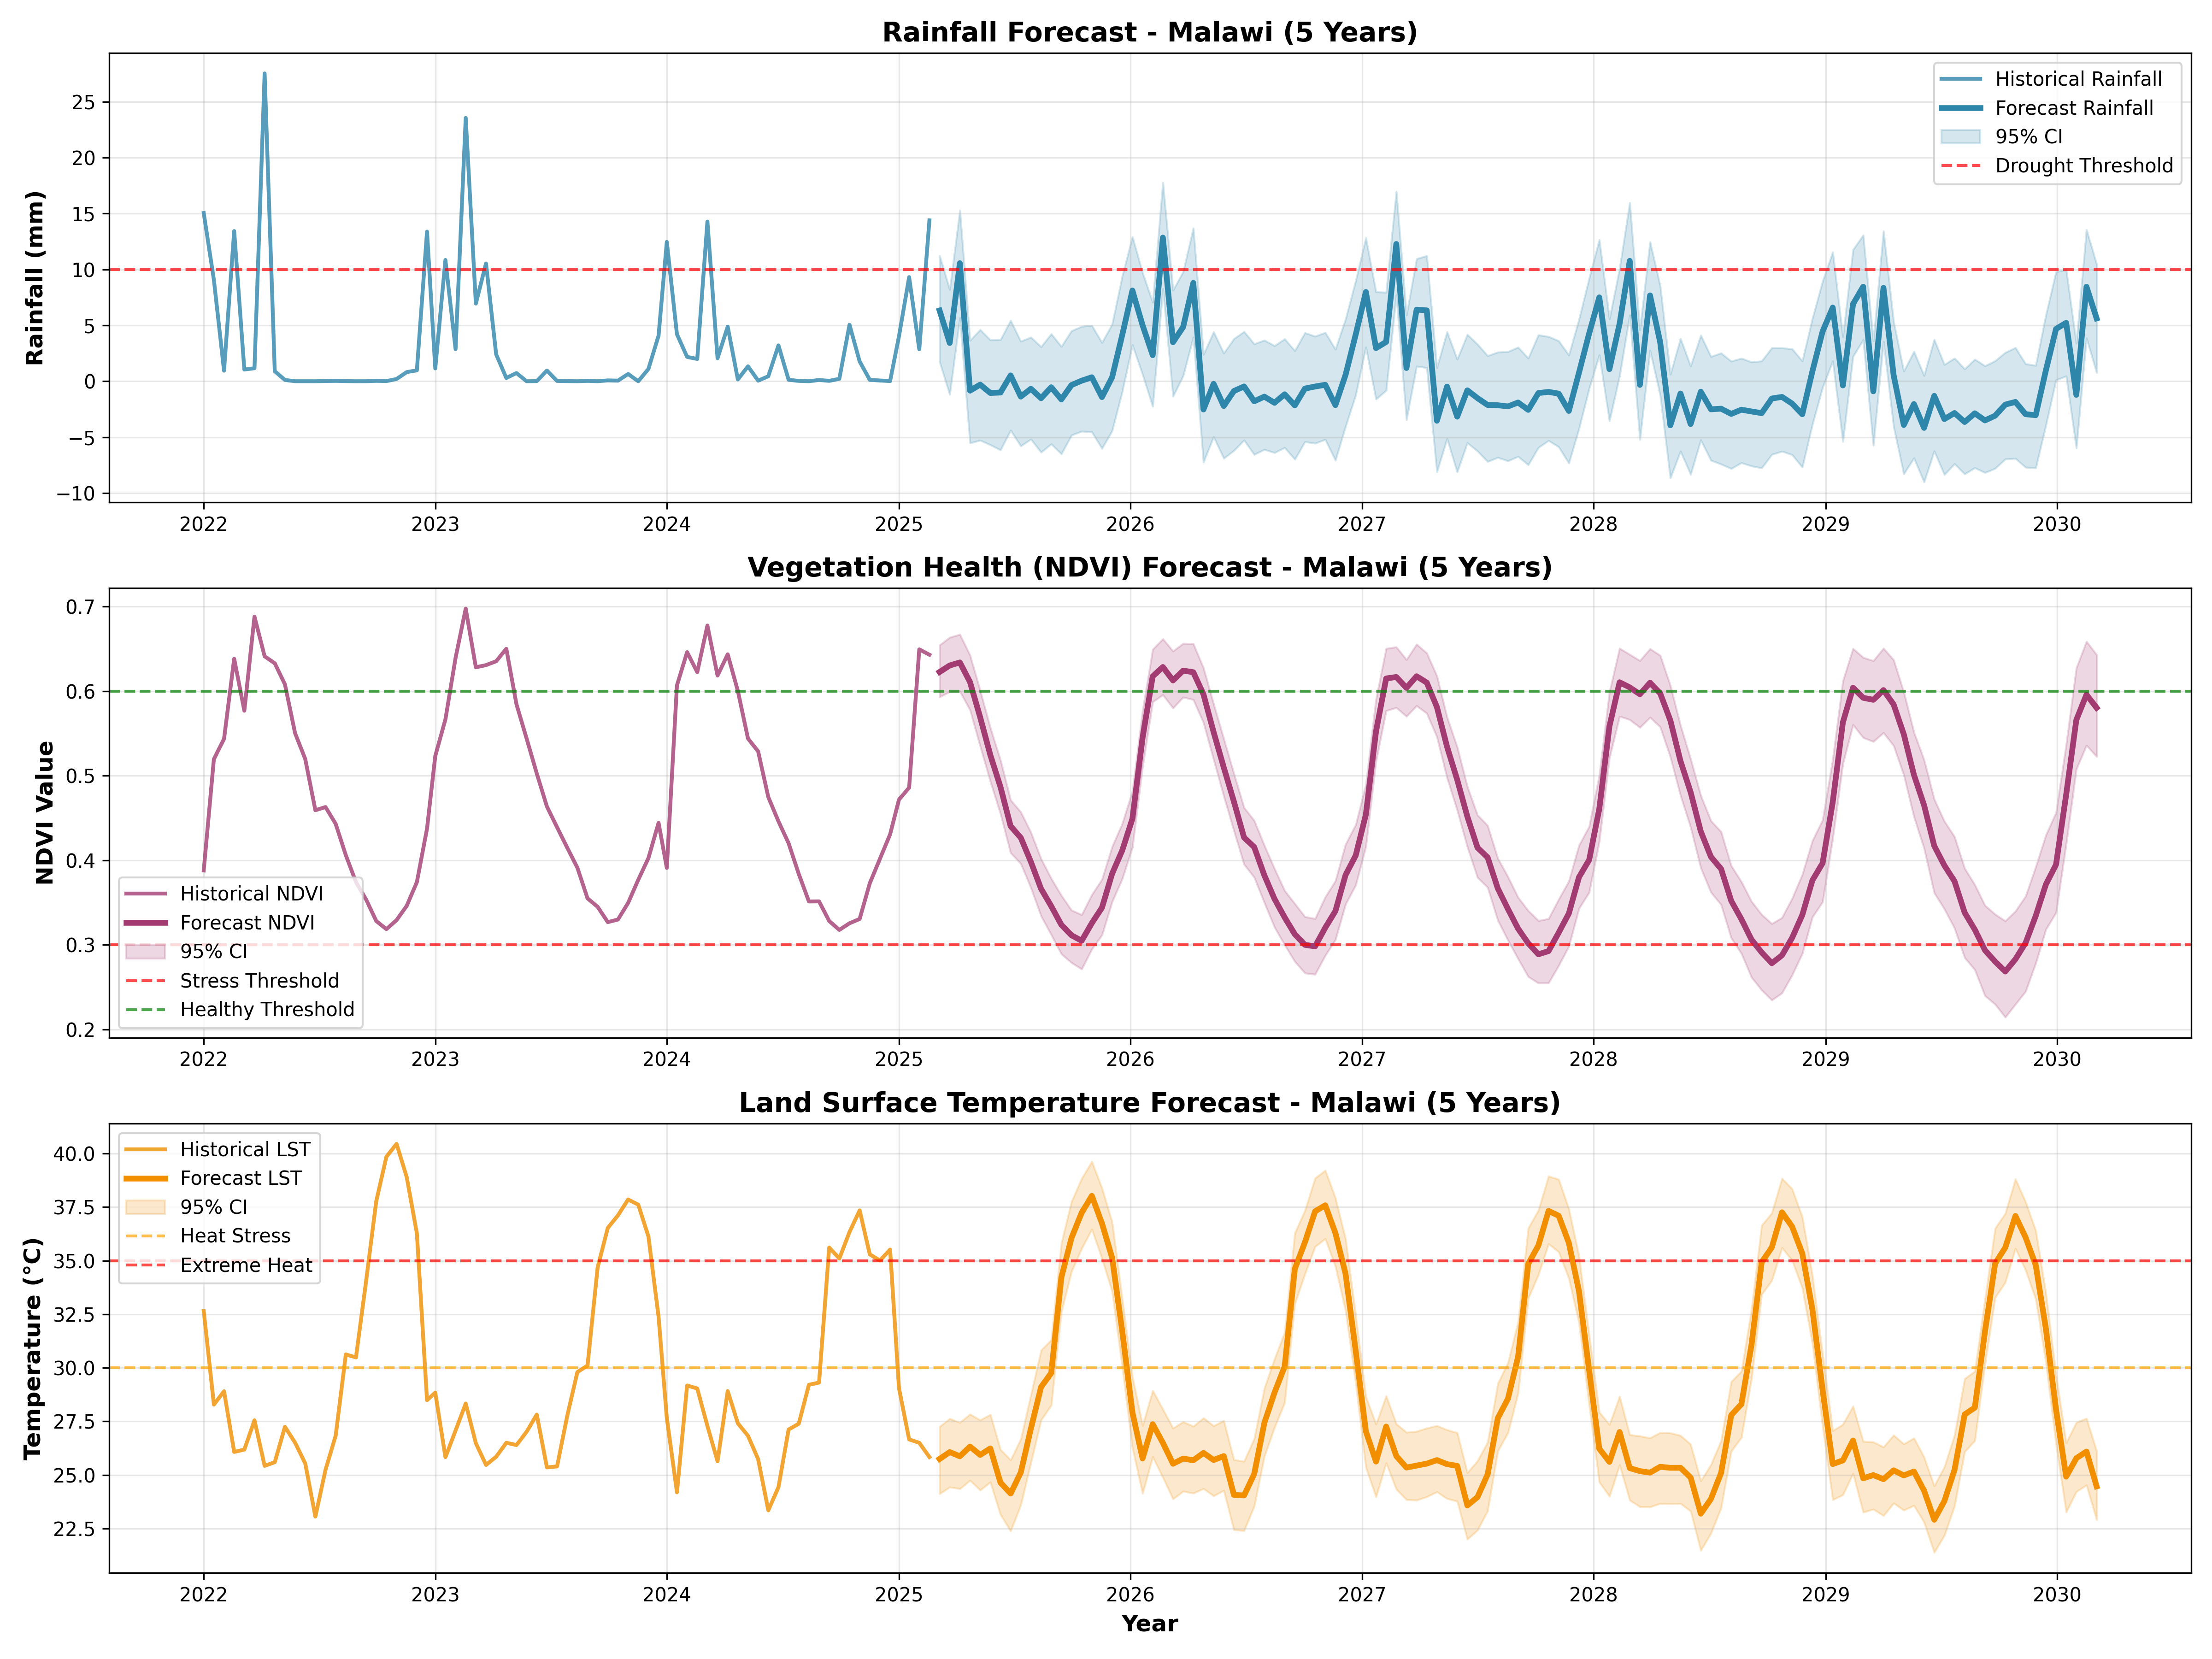 Rainfall Forecast - Malawi (5 Years)
Rainfall (mm)
25
20
15
10
5
0
−5
−10
Historical Rainfall
Forecast Rainfall
95% CI
Drought Threshold
2022 2023 2024 2025 2026 2027 2028 2029 2030
Vegetation Health (NDVI) Forecast - Malawi (5 Years)
NDVI Value
0.7
0.6
0.5
0.4
0.3
0.2
Historical NDVI
Forecast NDVI
95% CI
Stress Threshold
Healthy Threshold
2022 2023 2024 2025 2026 2027 2028 2029 2030
Land Surface Temperature Forecast - Malawi (5 Years)
Temperature (°C)
40.0
37.5
35.0
32.5
30.0
27.5
25.0
22.5
Historical LST
Forecast LST
95% CI
Heat Stress
Extreme Heat
2022 2023 2024 2025 2026 2027 2028 2029 2030
Year